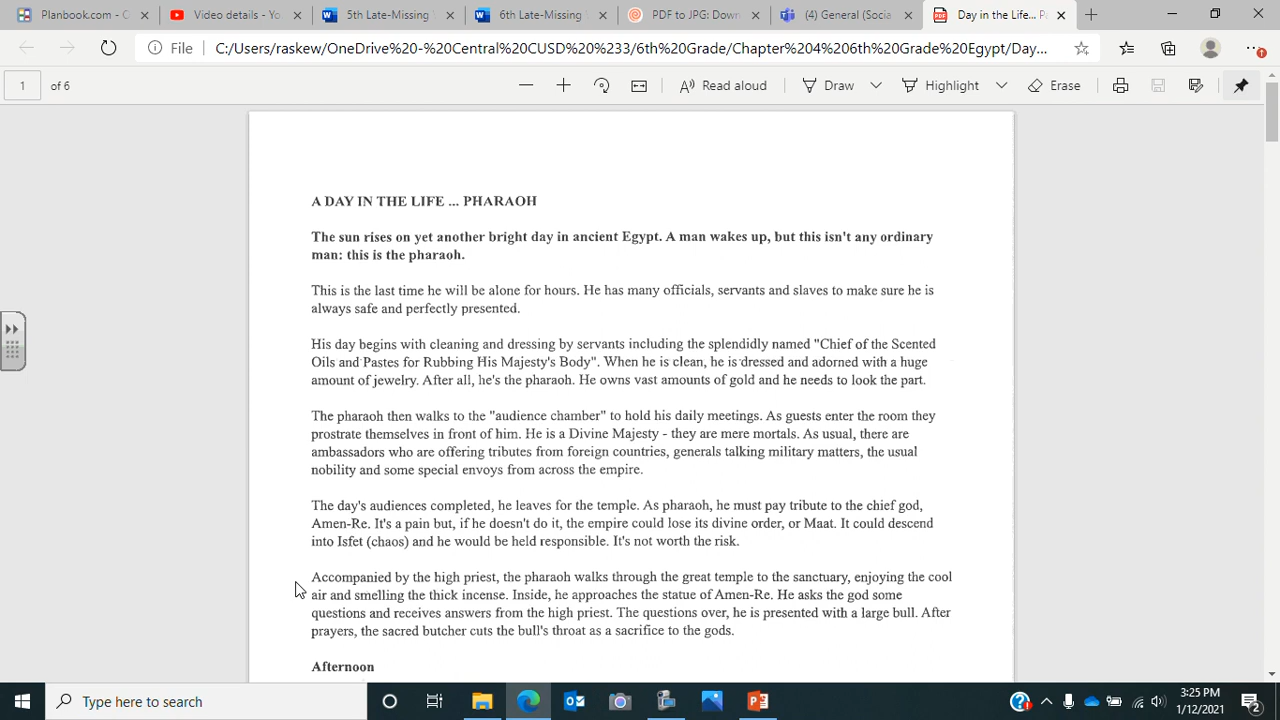 Planbook.com - C
Video details - Yo
5th Late-Missing
6th Late-Missing
PDF to JPG: Down
(4) General (Social
Day in the Life... P
File
C:/Users/raskew/OneDrive%20-%20Central%20CUSD%20%233/6th%20Grade/Chapter%204%206th%20Grade%20Egypt/Day...
1 of 6
Read aloud
Draw
Highlight
Erase
A DAY IN THE LIFE ... PHARAOH
The sun rises on yet another bright day in ancient Egypt. A man wakes up, but this isn't any ordinary
man: this is the pharaoh.
This is the last time he will be alone for hours. He has many officials, servants and slaves to make sure he is
always safe and perfectly presented.
His day begins with cleaning and dressing by servants including the splendidly named "Chief of the Scented
Oils and Pastes for Rubbing His Majesty's Body". When he is clean, he is dressed and adorned with a huge
amount of jewelry. After all, he's the pharaoh. He owns vast amounts of gold and he needs to look the part.
The pharaoh then walks to the "audience chamber" to hold his daily meetings. As guests enter the room they
prostrate themselves in front of him. He is a Divine Majesty - they are mere mortals. As usual, there are
ambassadors who are offering tributes from foreign countries, generals talking military matters, the usual
nobility and some special envoys from across the empire.
The day's audiences completed, he leaves for the temple. As pharaoh, he must pay tribute to the chief god,
Amen-Re. It's a pain but, if he doesn't do it, the empire could lose its divine order, or Maat. It could descend
into Isfet (chaos) and he would be held responsible. It's not worth the risk.
Accompanied by the high priest, the pharaoh walks through the great temple to the sanctuary, enjoying the cool
air and smelling the thick incense. Inside, he approaches the statue of Amen-Re. He asks the god some
questions and receives answers from the high priest. The questions over, he is presented with a large bull. After
prayers, the sacred butcher cuts the bull's throat as a sacrifice to the gods.
Afternoon
Type here to search
3:25 PM
1/12/2021
2